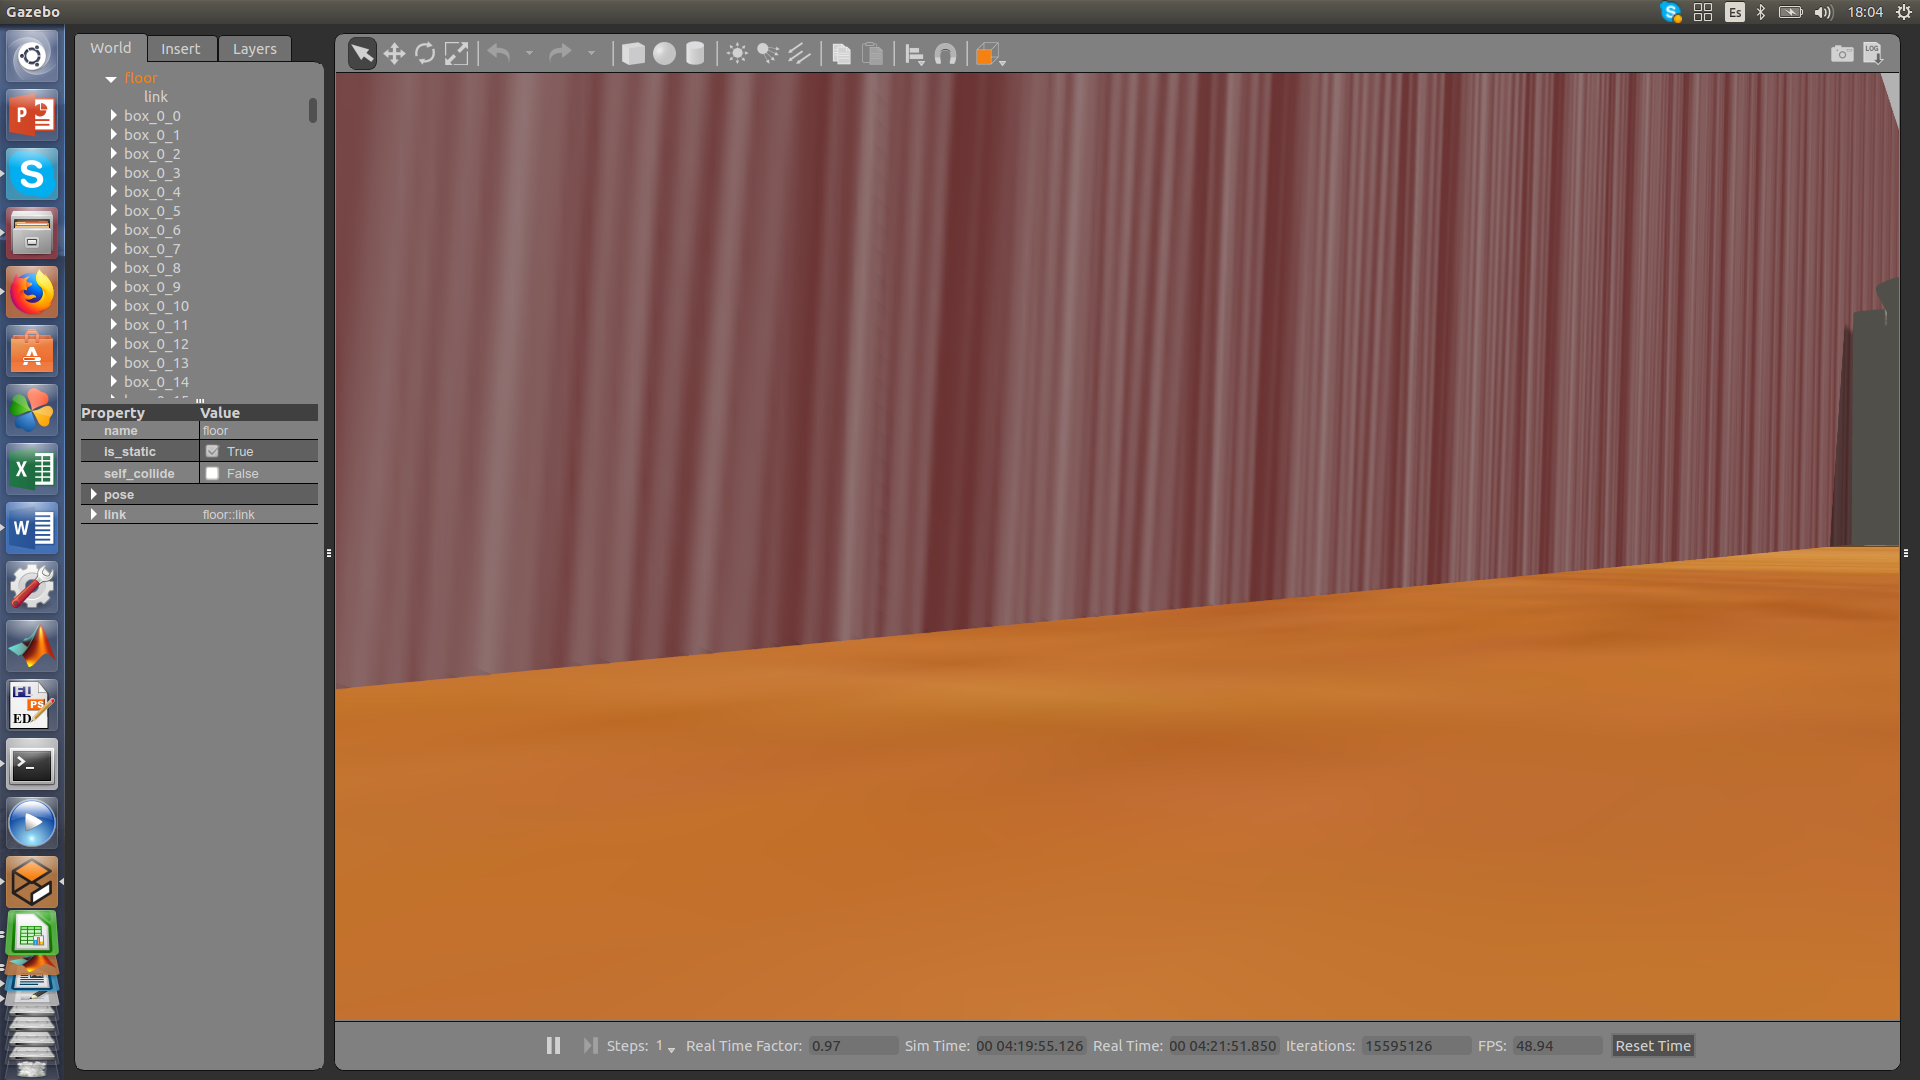 Gazebo
Es
18:04
World
Insert
Layers
LOG
floor
link
box_0_0
box_0_1
box_0_2
box_0_3
box_0_4
box_0_5
box_0_6
box_0_7
box_0_8
box_0_9
box_0_10
box_0_11
box_0_12
box_0_13
box_0_14
Property Value
name floor
is_static True
self_collide False
pose
link floor::link
Steps: 1 Real Time Factor: 0.97 Sim Time: 00 04:19:55.126 Real Time: 00 04:21:51.850 Iterations: 15595126 FPS: 48.94 Reset Time